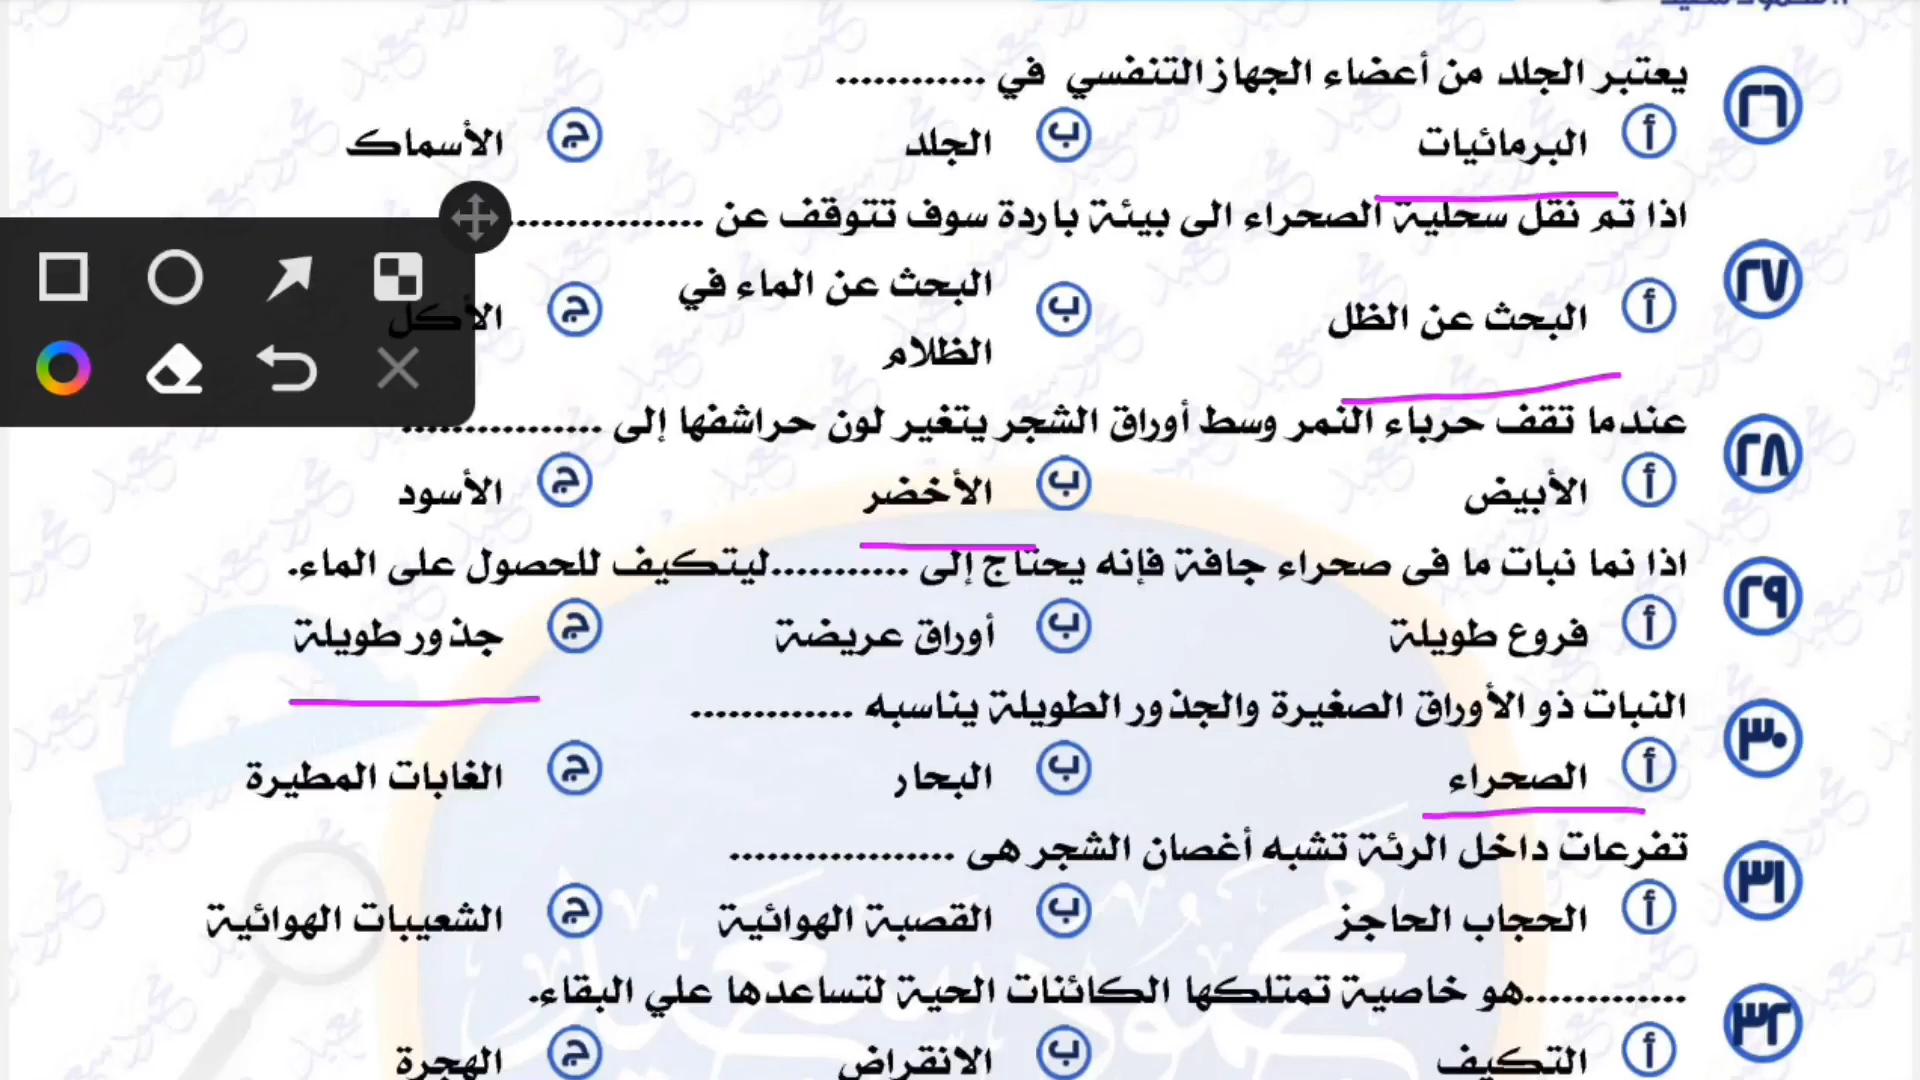 ٢٦ يعتبر الجلد من أعضاء الجهاز التنفسي في ............
أ البرمائيات ب الجلد ج الأسماك
٢٧ اذا تم نقل سحلية الصحراء الى بيئة باردة سوف تتوقف عن ................
أ البحث عن الظل ب البحث عن الماء في الظلام ج الأكل
٢٨ عندما تقف حرباء النمر وسط أوراق الشجر يتغير لون حراشفها إلى ................
أ الأبيض ب الأخضر ج الأسود
٢٩ اذا نما نبات ما فى صحراء جافة فإنه يحتاج إلى ...........ليتكيف للحصول على الماء.
أ فروع طويلة ب أوراق عريضة ج جذور طويلة
٣٠ النبات ذو الأوراق الصغيرة والجذور الطويلة يناسبه .............
أ الصحراء ب البحار ج الغابات المطيرة
٣١ تفرعات داخل الرئة تشبه أغصان الشجر هى ..................
أ الحجاب الحاجز ب القصبة الهوائية ج الشعيبات الهوائية
٣٢ .............هو خاصية تمتلكها الكائنات الحية لتساعدها علي البقاء.
أ التكيف ب الانقراض ج الهجرة
محمود سعيد